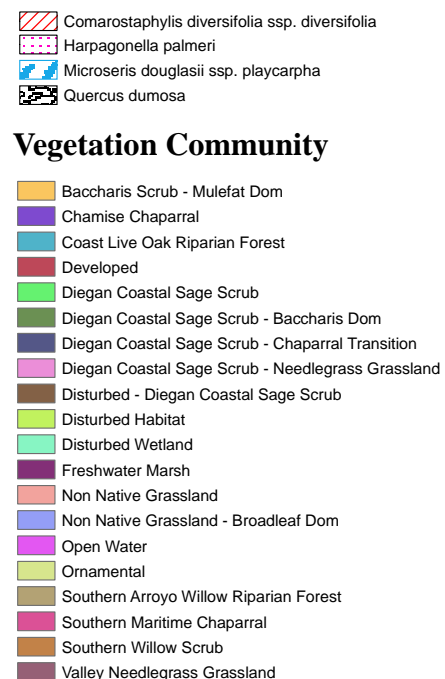 Comarostaphylis diversifolia ssp. diversifolia
Harpagonella palmeri
Microseris douglasii ssp. playcarpha
Quercus dumosa
Vegetation Community
Baccharis Scrub - Mulefat Dom
Chamise Chaparral
Coast Live Oak Riparian Forest
Developed
Diegan Coastal Sage Scrub
Diegan Coastal Sage Scrub - Baccharis Dom
Diegan Coastal Sage Scrub - Chaparral Transition
Diegan Coastal Sage Scrub - Needlegrass Grassland
Disturbed - Diegan Coastal Sage Scrub
Disturbed Habitat
Disturbed Wetland
Freshwater Marsh
Non Native Grassland
Non Native Grassland - Broadleaf Dom
Open Water
Ornamental
Southern Arroyo Willow Riparian Forest
Southern Maritime Chaparral
Southern Willow Scrub
Valley Needlegrass Grassland